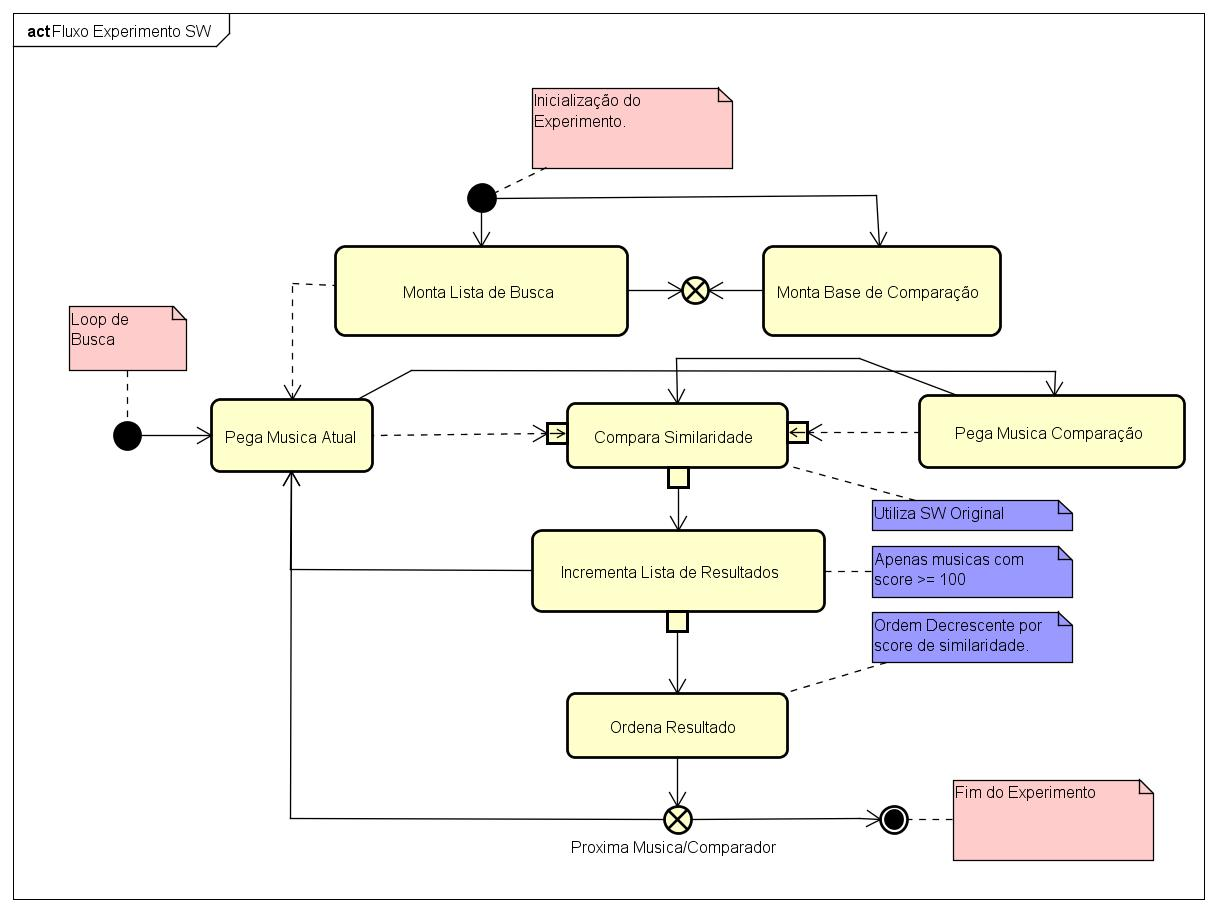 act Fluxo Experimento SW
Inicialização do
Experimento.
Monta Lista de Busca
Monta Base de Comparação
Loop de
Busca
Pega Musica Atual
Compara Similaridade
Pega Musica Comparação
Utiliza SW Original
Apenas musicas com
score >= 100
Incrementa Lista de Resultados
Ordem Decrescente por
score de similaridade.
Ordena Resultado
Fim do Experimento
Proxima Musica/Comparador